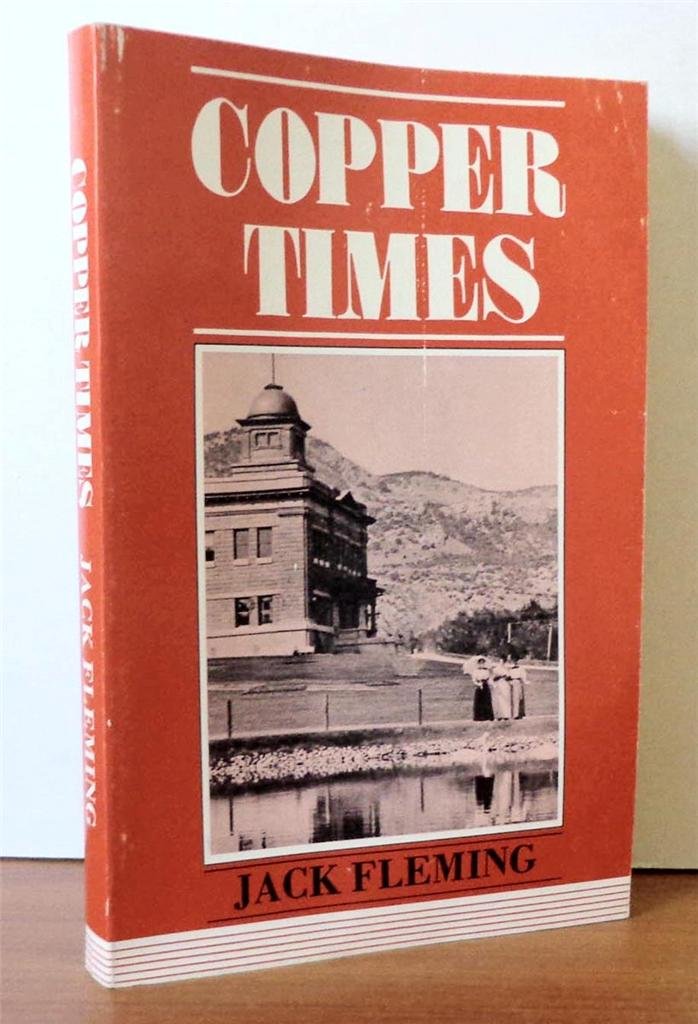 COPPER
TIMES
JACK FLEMING
COPPER TIMES JACK FLEMING